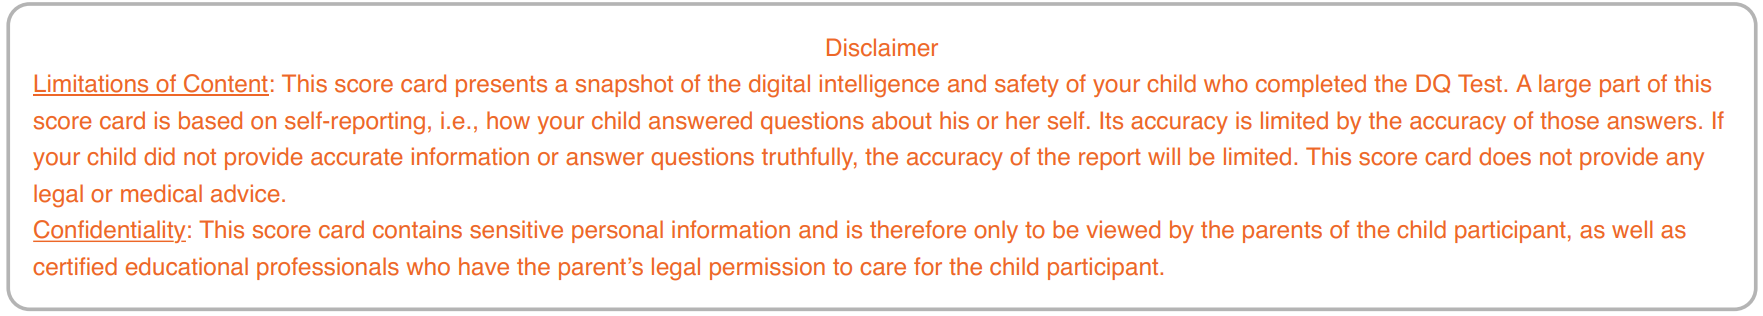 Disclaimer
Limitations of Content: This score card presents a snapshot of the digital intelligence and safety of your child who completed the DQ Test. A large part of this
score card is based on self-reporting, i.e., how your child answered questions about his or her self. Its accuracy is limited by the accuracy of those answers. If
your child did not provide accurate information or answer questions truthfully, the accuracy of the report will be limited. This score card does not provide any
legal or medical advice.
Confidentiality: This score card contains sensitive personal information and is therefore only to be viewed by the parents of the child participant, as well as
certified educational professionals who have the parent’s legal permission to care for the child participant.